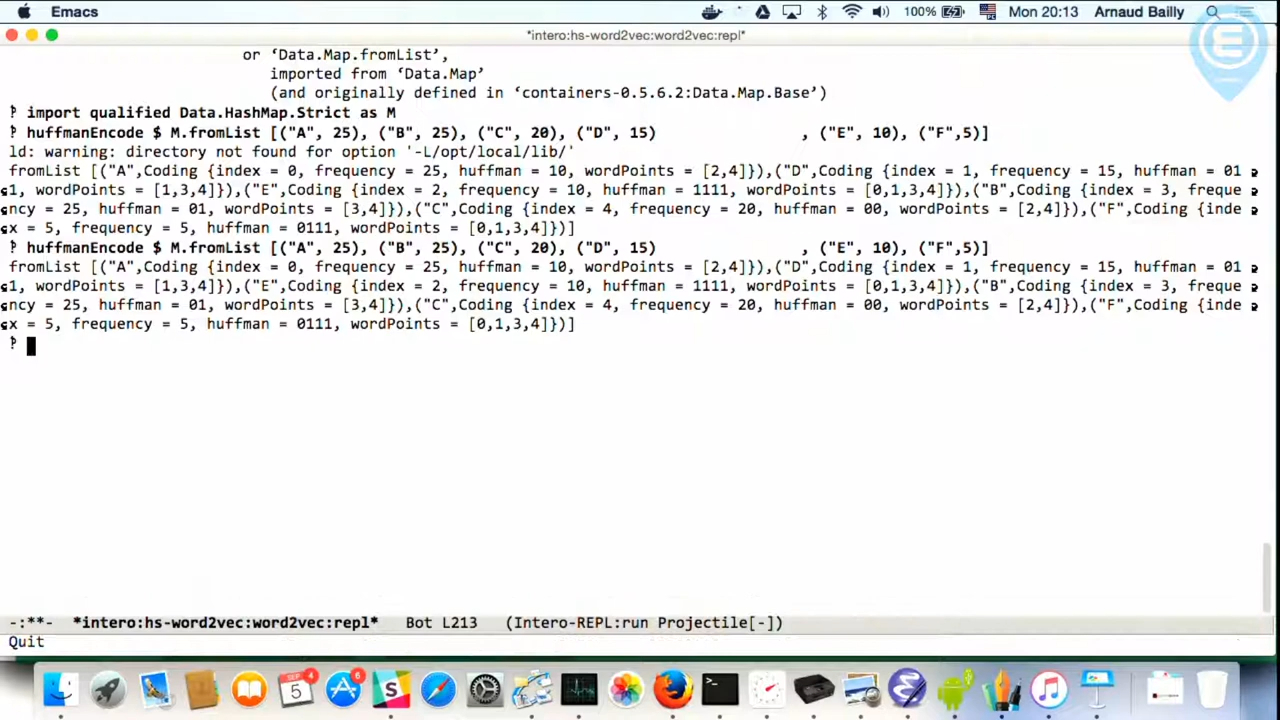 Emacs 100% Mon 20:13 Arnaud Bailly
*intero:hs-word2vec:word2vec:repl*
or ‘Data.Map.fromList’,
imported from ‘Data.Map’
(and originally defined in ‘containers-0.5.6.2:Data.Map.Base’)
import qualified Data.HashMap.Strict as M
huffmanEncode $ M.fromList [("A", 25), ("B", 25), ("C", 20), ("D", 15) , ("E", 10), ("F",5)]
ld: warning: directory not found for option '-L/opt/local/lib/'
fromList [("A",Coding {index = 0, frequency = 25, huffman = 10, wordPoints = [2,4]}),("D",Coding {index = 1, frequency = 15, huffman = 01
1, wordPoints = [1,3,4]}),("E",Coding {index = 2, frequency = 10, huffman = 1111, wordPoints = [0,1,3,4]}),("B",Coding {index = 3, freque
ncy = 25, huffman = 01, wordPoints = [3,4]}),("C",Coding {index = 4, frequency = 20, huffman = 00, wordPoints = [2,4]}),("F",Coding {inde
x = 5, frequency = 5, huffman = 0111, wordPoints = [0,1,3,4]})]
huffmanEncode $ M.fromList [("A", 25), ("B", 25), ("C", 20), ("D", 15) , ("E", 10), ("F",5)]
fromList [("A",Coding {index = 0, frequency = 25, huffman = 10, wordPoints = [2,4]}),("D",Coding {index = 1, frequency = 15, huffman = 01
1, wordPoints = [1,3,4]}),("E",Coding {index = 2, frequency = 10, huffman = 1111, wordPoints = [0,1,3,4]}),("B",Coding {index = 3, freque
ncy = 25, huffman = 01, wordPoints = [3,4]}),("C",Coding {index = 4, frequency = 20, huffman = 00, wordPoints = [2,4]}),("F",Coding {inde
x = 5, frequency = 5, huffman = 0111, wordPoints = [0,1,3,4]})]
-:**- *intero:hs-word2vec:word2vec:repl* Bot L213 (Intero-REPL:run Projectile[-])
Quit
SEP 5 4 6